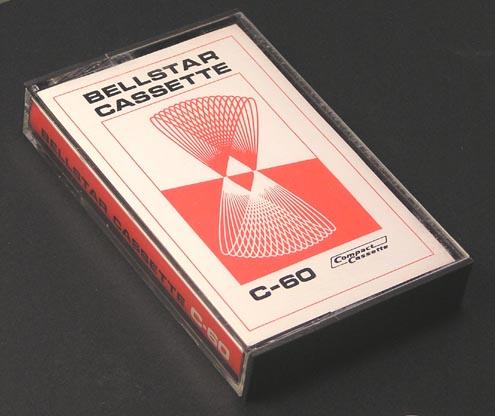 BELLSTAR
CASSETTE
C-60
Compact
Cassette
BELLSTAR CASSETTE C-60